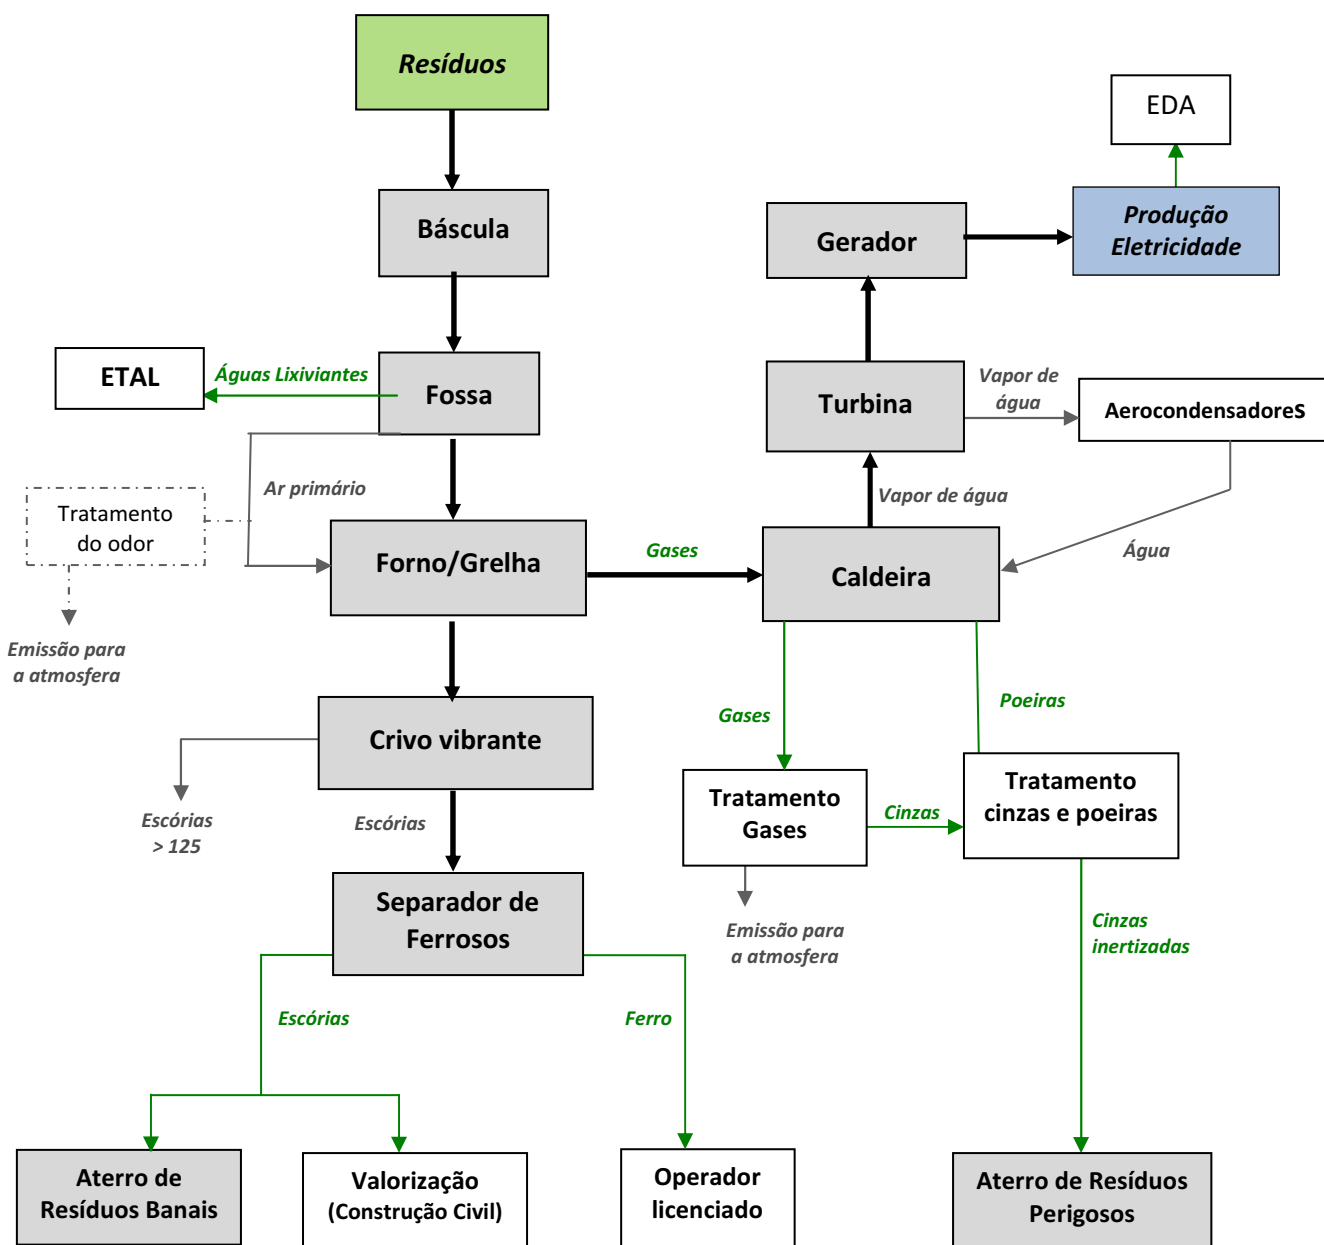 Resíduos
EDA
Báscula
Gerador
Produção
Eletricidade
ETAL
Águas Lixiviantes
Fossa
Turbina
Vapor de
água
AerocondensadoreS
Ar primário
Vapor de água
Tratamento
do odor
Forno/Grelha
Gases
Caldeira
Água
Emissão para
a atmosfera
Crivo vibrante
Gases
Poeiras
Escórias
> 125
Escórias
Tratamento
Gases
Cinzas
Tratamento
cinzas e poeiras
Separador de
Ferrosos
Emissão para
a atmosfera
Cinzas
inertizadas
Escórias
Ferro
Aterro de
Resíduos Banais
Valorização
(Construção Civil)
Operador
licenciado
Aterro de Resíduos
Perigosos